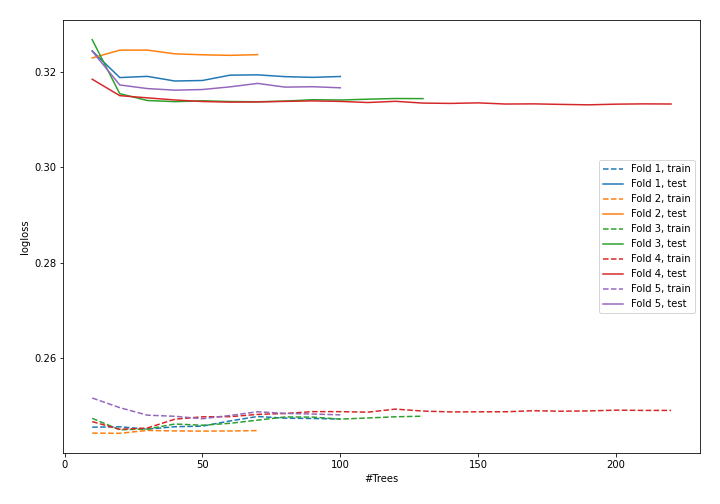 0.32
0.30
0.28
0.26
logloss
0
50
100
150
200
#Trees
Fold 1, train
Fold 1, test
Fold 2, train
Fold 2, test
Fold 3, train
Fold 3, test
Fold 4, train
Fold 4, test
Fold 5, train
Fold 5, test